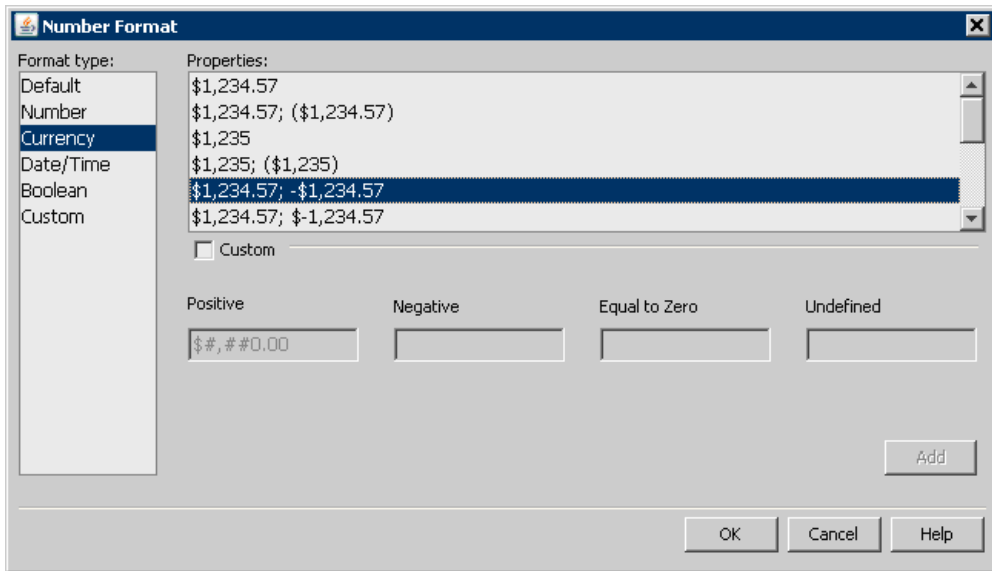 Number Format
Format type:
Default
Number
Currency
Date/Time
Boolean
Custom
Properties:
$1,234.57
$1,234.57; ($1,234.57)
$1,235
$1,235; ($1,235)
$1,234.57; -$1,234.57
$1,234.57; $-1,234.57
Custom
Positive Negative Equal to Zero Undefined
$#,##0.00
Add
OK Cancel Help